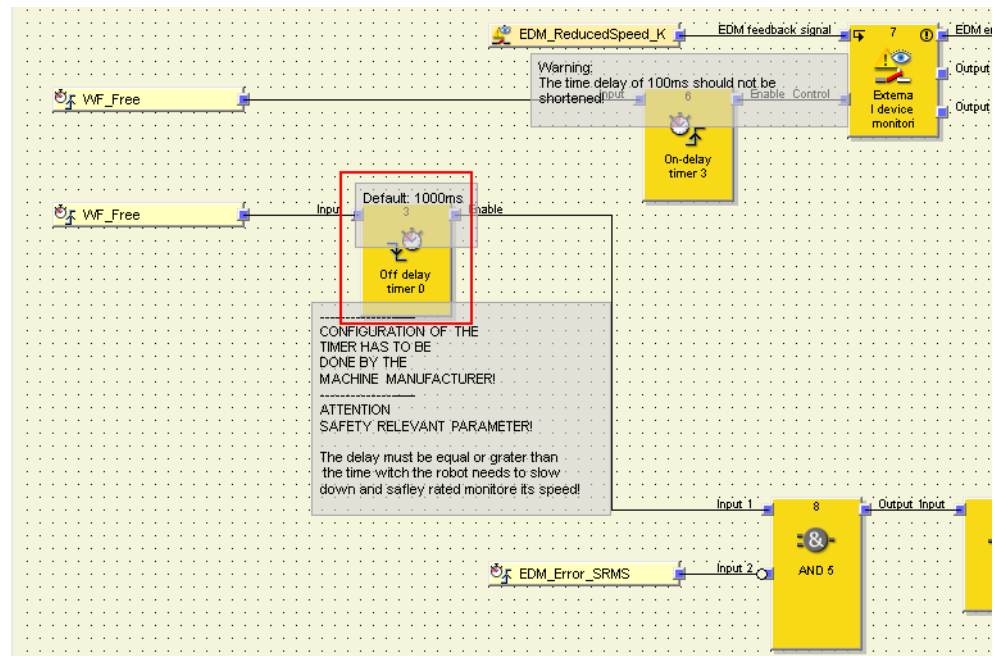 EDM_ReducedSpeed_K
EDM feedback signal
7
EDM
Output
Output
Externa
l device
monitori
Warning:
The time delay of 100ms should not be
shortened!
Input
6
Enable
Control
On-delay
timer 3
WF_Free
WF_Free
Input
Default: 1000ms
3
Enable
Off delay
timer 0
--------------------
CONFIGURATION OF THE
TIMER HAS TO BE
DONE BY THE
MACHINE MANUFACTURER!
--------------------
ATTENTION
SAFETY RELEVANT PARAMETER!
The delay must be equal or grater than
the time witch the robot needs to slow
down and safley rated monitore its speed!
Input 1
8
Output 1
Input
&
AND 5
EDM_Error_SRMS
Input 2